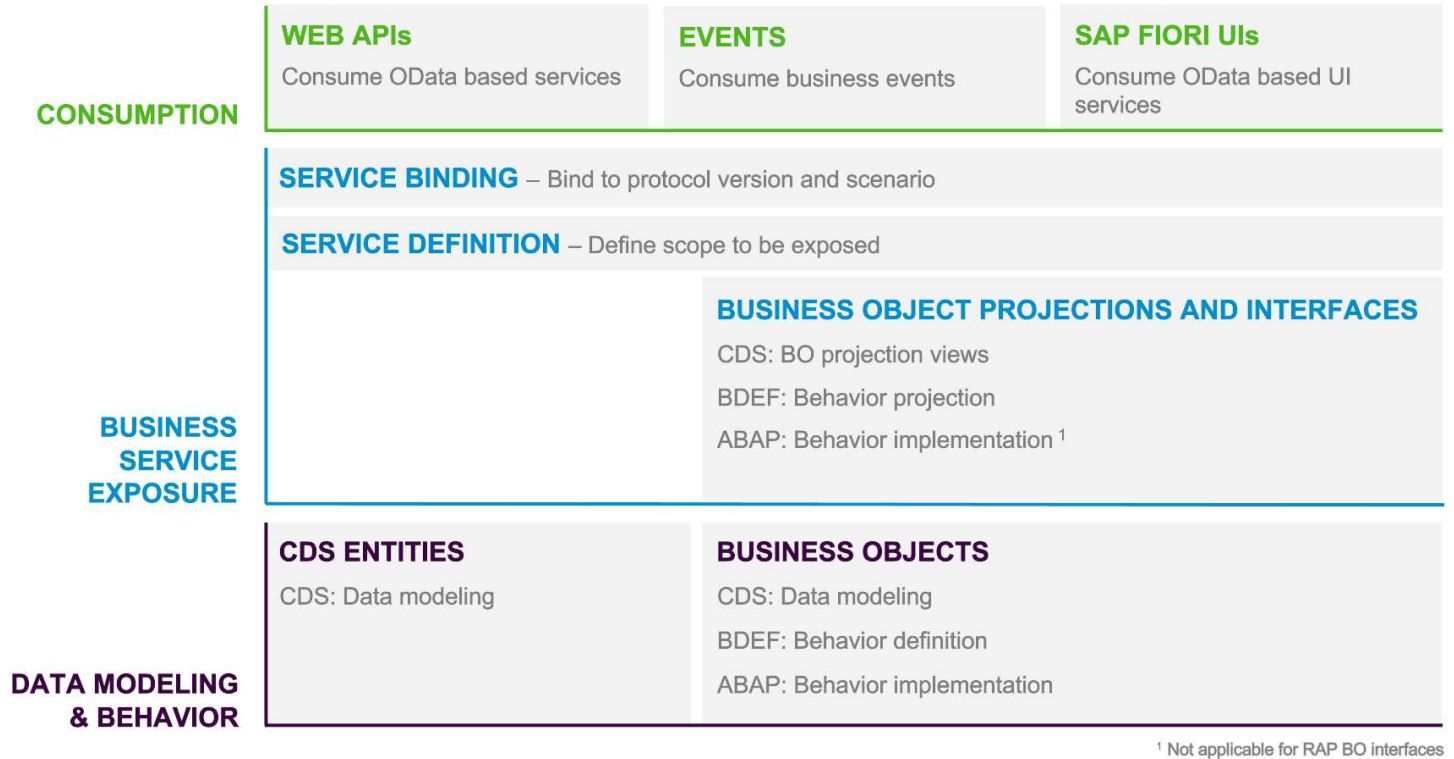 WEB APIs
Consume OData based services
EVENTS
Consume business events
SAP FIORI UIs
Consume OData based UI
services
CONSUMPTION
SERVICE BINDING – Bind to protocol version and scenario
SERVICE DEFINITION – Define scope to be exposed
BUSINESS OBJECT PROJECTIONS AND INTERFACES
CDS: BO projection views
BDEF: Behavior projection
ABAP: Behavior implementation ¹
BUSINESS
SERVICE
EXPOSURE
CDS ENTITIES
CDS: Data modeling
BUSINESS OBJECTS
CDS: Data modeling
BDEF: Behavior definition
ABAP: Behavior implementation
DATA MODELING
& BEHAVIOR
¹ Not applicable for RAP BO interfaces